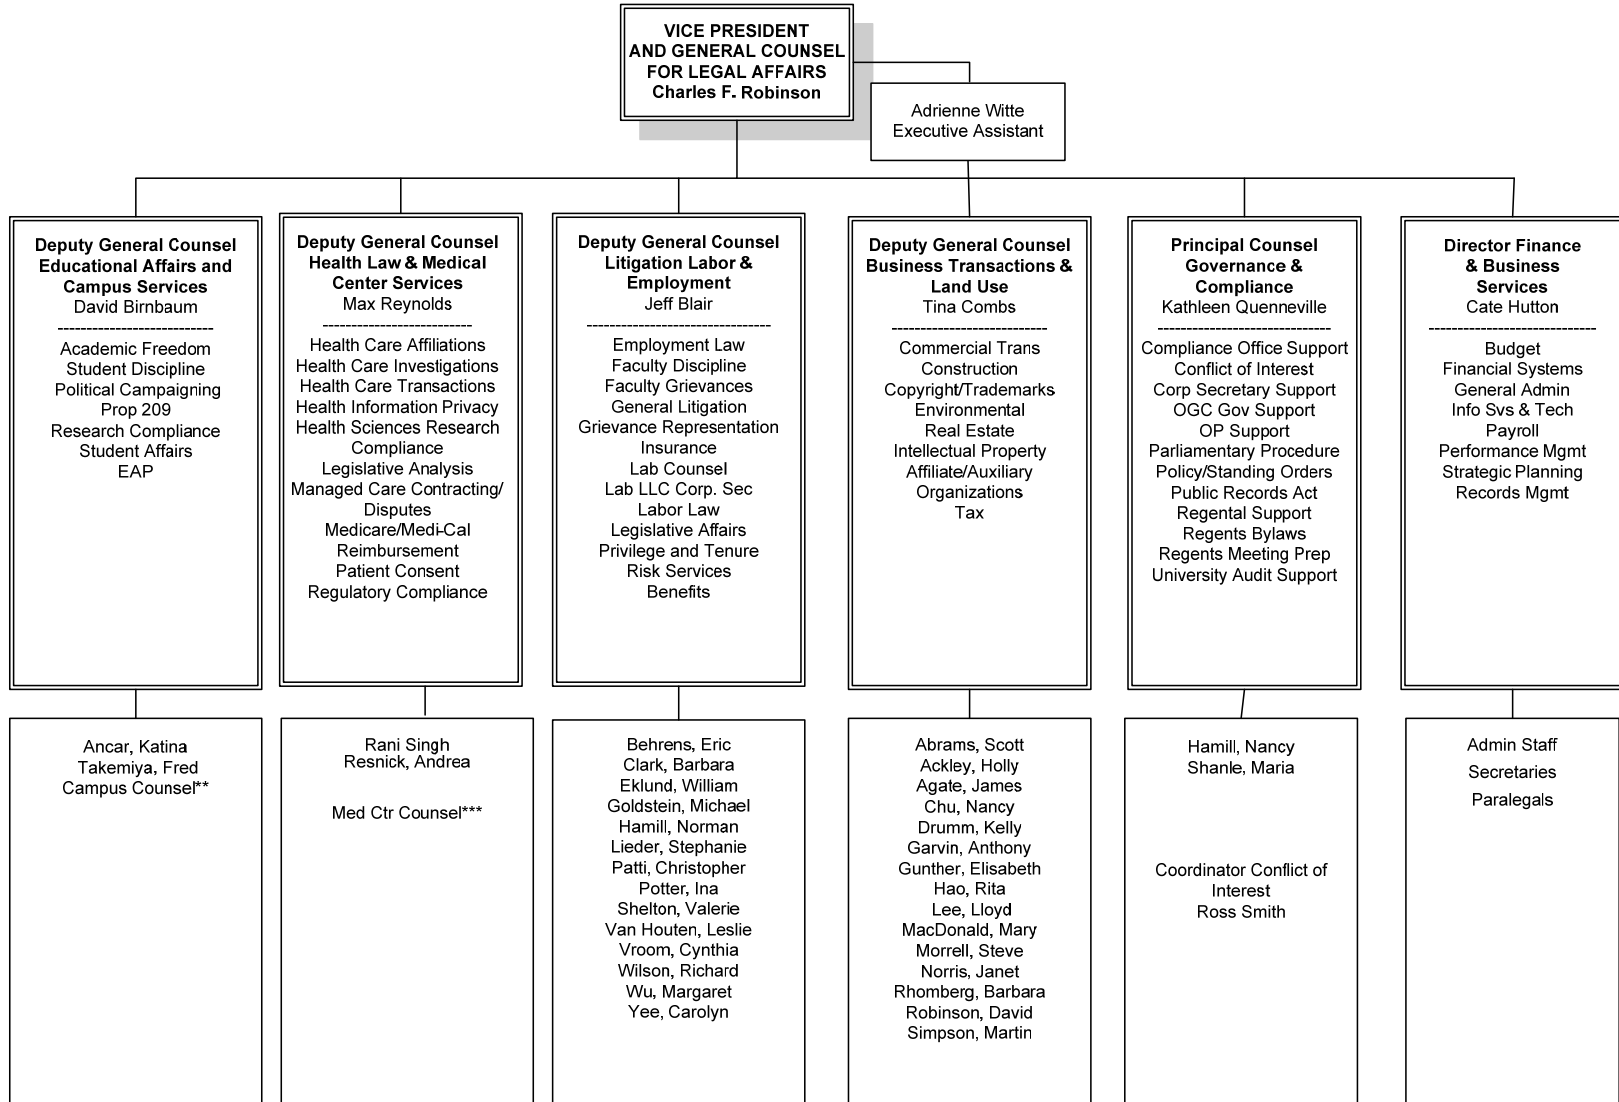 VICE PRESIDENT
AND GENERAL COUNSEL
FOR LEGAL AFFAIRS
Charles F. Robinson
Adrienne Witte
Executive Assistant
Deputy General Counsel
Educational Affairs and
Campus Services
David Birnbaum
---------------------------
Academic Freedom
Student Discipline
Political Campaigning
Prop 209
Research Compliance
Student Affairs
EAP
Deputy General Counsel
Health Law & Medical
Center Services
Max Reynolds
--------------------------
Health Care Affiliations
Health Care Investigations
Health Care Transactions
Health Information Privacy
Health Sciences Research
Compliance
Legislative Analysis
Managed Care Contracting/
Disputes
Medicare/Medi-Cal
Reimbursement
Patient Consent
Regulatory Compliance
Deputy General Counsel
Litigation Labor &
Employment
Jeff Blair
--------------------------------
Employment Law
Faculty Discipline
Faculty Grievances
General Litigation
Grievance Representation
Insurance
Lab Counsel
Lab LLC Corp. Sec
Labor Law
Legislative Affairs
Privilege and Tenure
Risk Services
Benefits
Deputy General Counsel
Business Transactions &
Land Use
Tina Combs
---------------------------
Commercial Trans
Construction
Copyright/Trademarks
Environmental
Real Estate
Intellectual Property
Affiliate/Auxiliary
Organizations
Tax
Principal Counsel
Governance &
Compliance
Kathleen Quenneville
------------------------------
Compliance Office Support
Conflict of Interest
Corp Secretary Support
OGC Gov Support
OP Support
Parliamentary Procedure
Policy/Standing Orders
Public Records Act
Regental Support
Regents Bylaws
Regents Meeting Prep
University Audit Support
Director Finance
& Business
Services
Cate Hutton
-----------------------------
Budget
Financial Systems
General Admin
Info Svs & Tech
Payroll
Performance Mgmt
Strategic Planning
Records Mgmt
Ancar, Katina
Takemiya, Fred
Campus Counsel**
Rani Singh
Resnick, Andrea
Med Ctr Counsel***
Behrens, Eric
Clark, Barbara
Eklund, William
Goldstein, Michael
Hamill, Norman
Lieder, Stephanie
Patti, Christopher
Potter, Ina
Shelton, Valerie
Van Houten, Leslie
Vroom, Cynthia
Wilson, Richard
Wu, Margaret
Yee, Carolyn
Abrams, Scott
Ackley, Holly
Agate, James
Chu, Nancy
Drumm, Kelly
Garvin, Anthony
Gunther, Elisabeth
Hao, Rita
Lee, Lloyd
MacDonald, Mary
Morrell, Steve
Norris, Janet
Rhomberg, Barbara
Robinson, David
Simpson, Martin
Hamill, Nancy
Shanle, Maria
Coordinator Conflict of
Interest
Ross Smith
Admin Staff
Secretaries
Paralegals